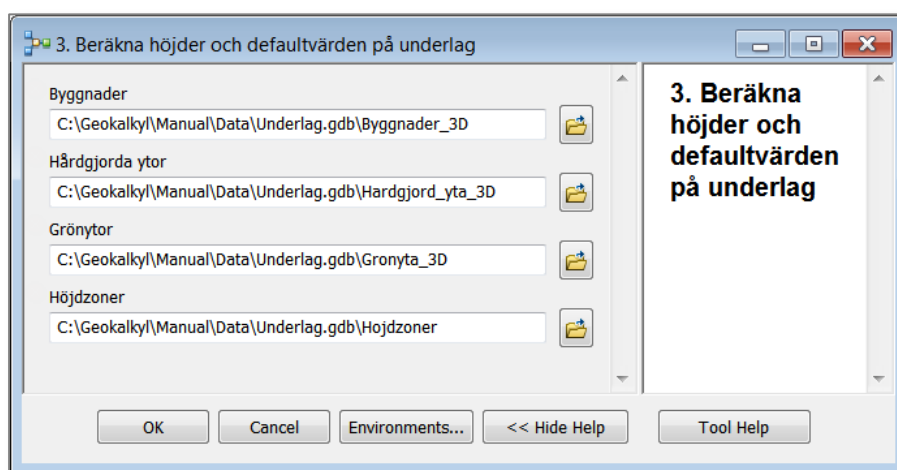 3. Beräkna höjder och defaultvärden på underlag
Byggnader
C:\Geokalkyl\Manual\Data\Underlag.gdb\Byggnader_3D
Hårdgjorda ytor
C:\Geokalkyl\Manual\Data\Underlag.gdb\Hardgjord_yta_3D
Grönytor
C:\Geokalkyl\Manual\Data\Underlag.gdb\Gronyta_3D
Höjdzoner
C:\Geokalkyl\Manual\Data\Underlag.gdb\Hojdzoner
3. Beräkna
höjder och
defaultvärden
på underlag
OK
Cancel
Environments...
<< Hide Help
Tool Help